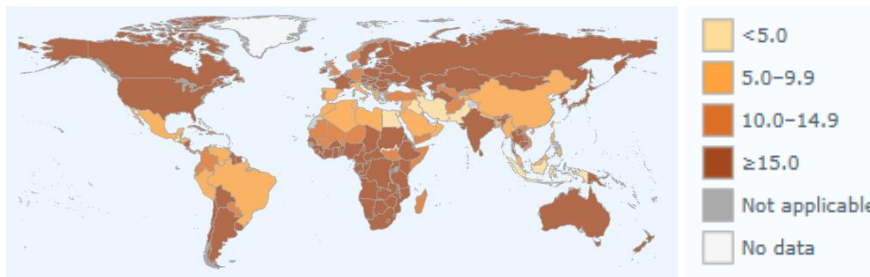 <5.0
5.0–9.9
10.0–14.9
≥15.0
Not applicable
No data